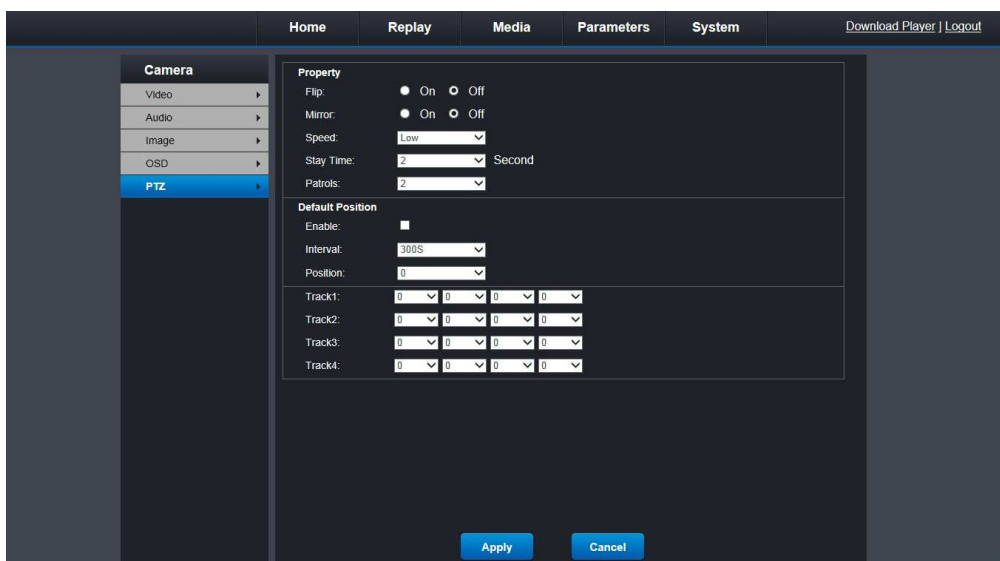 Home Replay Media Parameters System Download Player | Logout
Camera
Video
Audio
Image
OSD
PTZ
Property
Flip: On Off
Mirror: On Off
Speed: Low
Stay Time: 2 Second
Patrols: 2
Default Position
Enable:
Interval: 300S
Position: 0
Track1: 0 0 0 0
Track2: 0 0 0 0
Track3: 0 0 0 0
Track4: 0 0 0 0
Apply Cancel